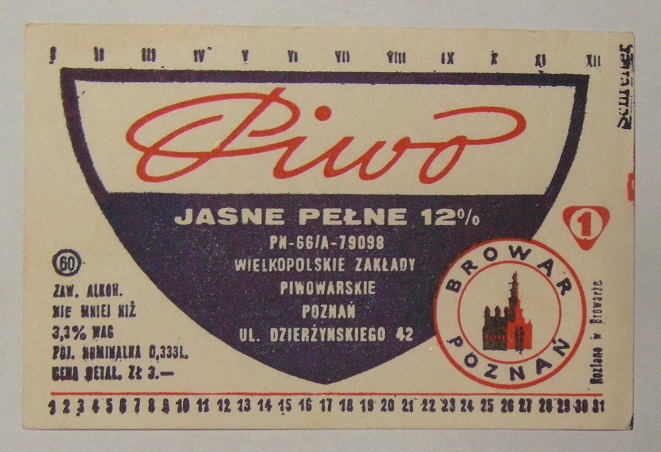 I II III IV V VI VII VIII IX X XI XII
Piwo
JASNE PEŁNE 12%
PN-66/A-79098
WIELKOPOLSKIE ZAKŁADY
PIWOWARSKIE
POZNAŃ
UL. DZIERŻYNSKIEGO 42
60
ZAW. ALKOH.
NIE MNIEJ NIŻ
3,3% WAG
POJ. NOMINALNA 0,333L.
CENA DETAL. ZŁ 3.—
1
BROWAR
POZNAŃ
Rozlano w Browarze
1 2 3 4 5 6 7 8 9 10 11 12 13 14 15 16 17 18 19 20 21 22 23 24 25 26 27 28 29 30 31